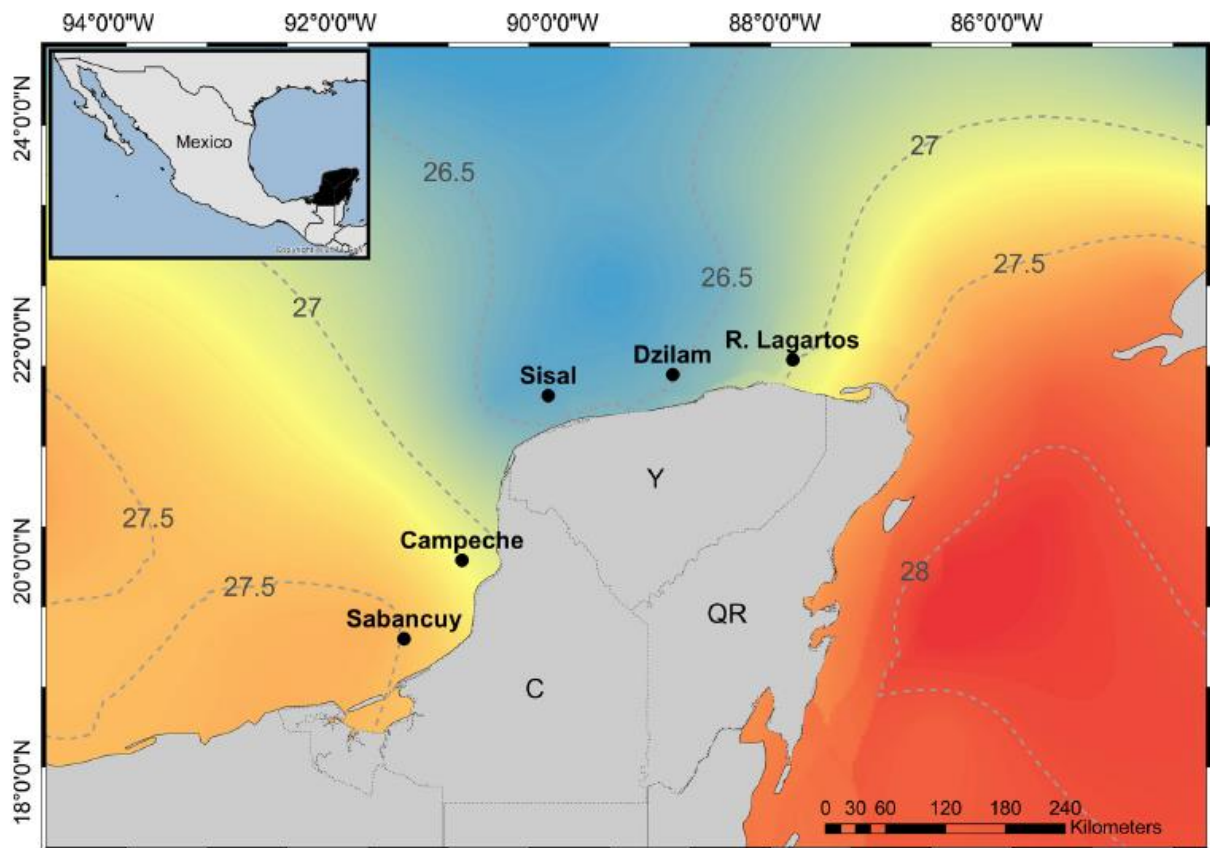 94°0'0"W 92°0'0"W 90°0'0"W 88°0'0"W 86°0'0"W
24°0'0"N
22°0'0"N
20°0'0"N
18°0'0"N
Mexico
26.5
27
27.5
26.5
27
R. Lagartos
Dzilam
Sisal
Y
27.5
Campeche
27.5
28
Sabancuy
QR
C
0 30 60 120 180 240
Kilometers